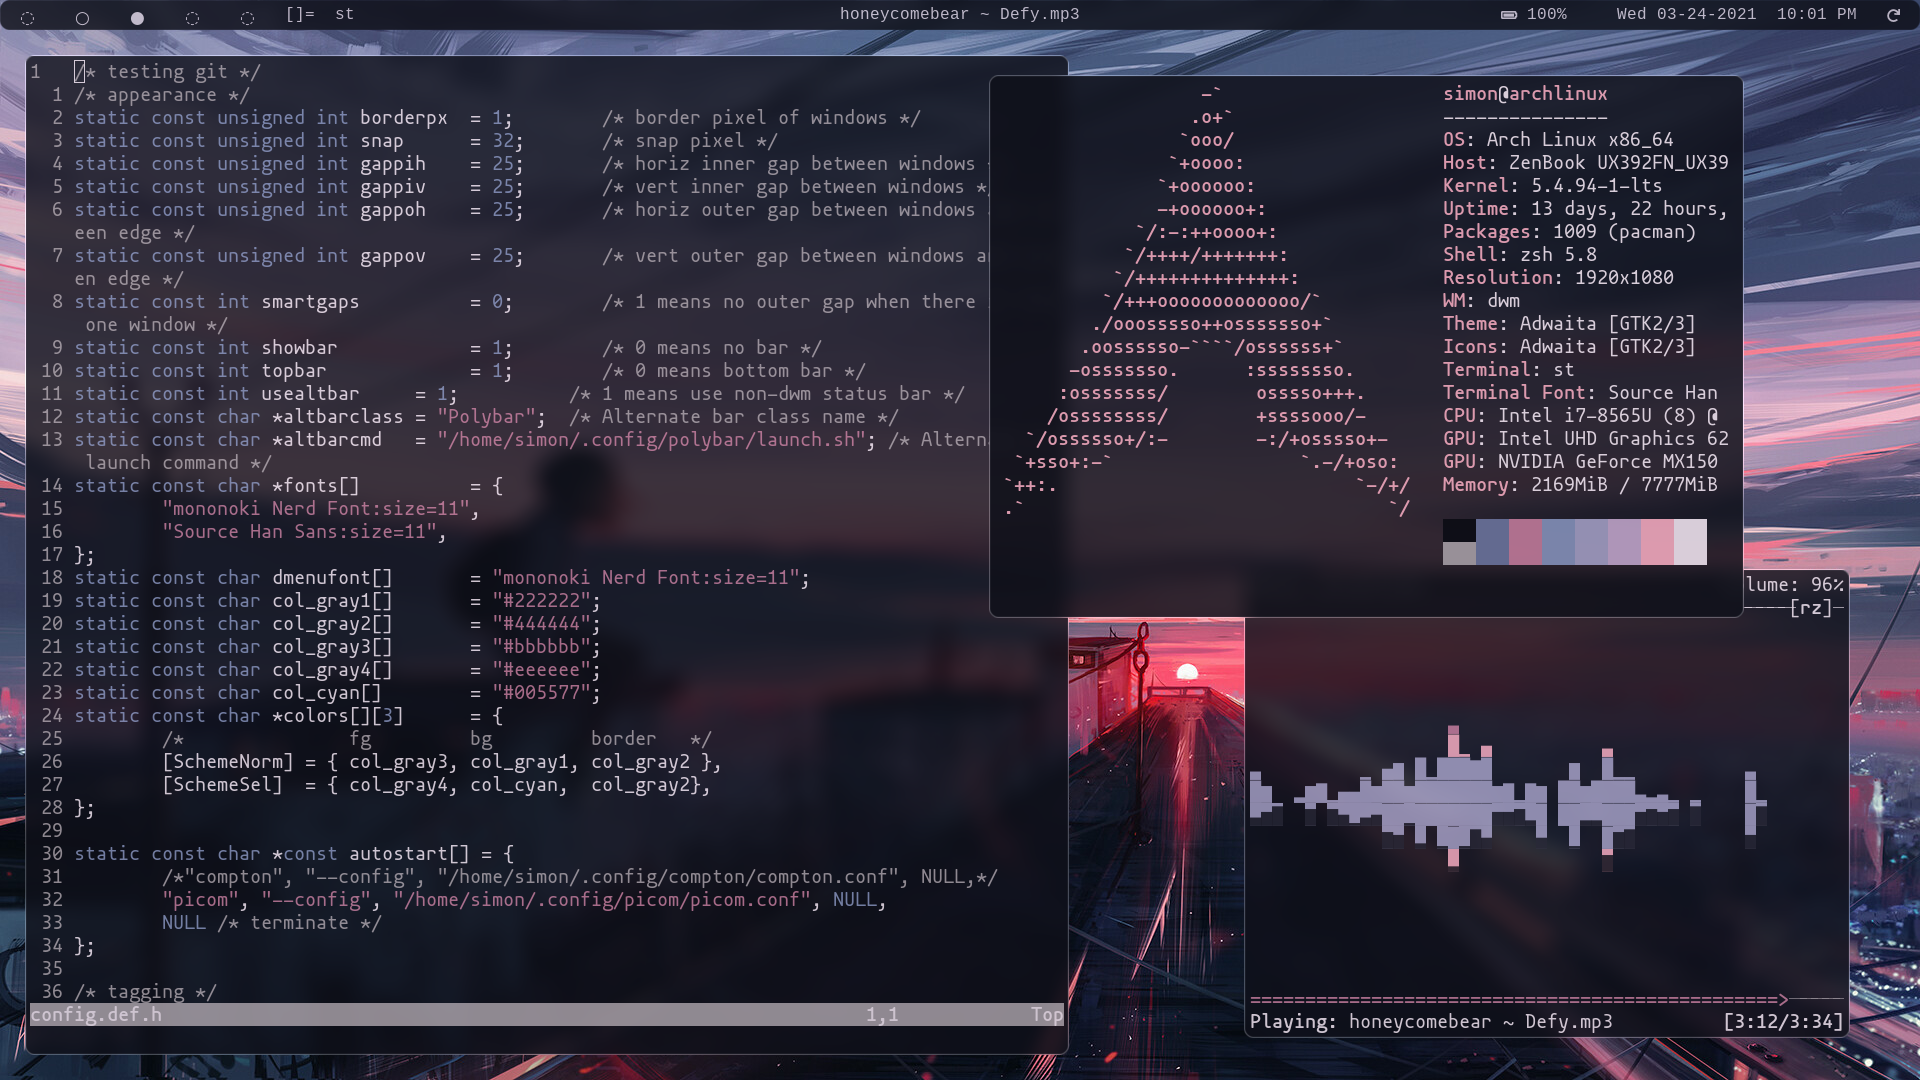 []=  st
honeycomebear ~ Defy.mp3
100%
Wed 03-24-2021  10:01 PM
1   /* testing git */
  1 /* appearance */
  2 static const unsigned int borderpx  = 1;        /* border pixel of windows */
  3 static const unsigned int snap      = 32;       /* snap pixel */
  4 static const unsigned int gappih    = 25;       /* horiz inner gap between windows
  5 static const unsigned int gappiv    = 25;       /* vert inner gap between windows *
  6 static const unsigned int gappoh    = 25;       /* horiz outer gap between windows
    een edge */
  7 static const unsigned int gappov    = 25;       /* vert outer gap between windows a
    en edge */
  8 static const int smartgaps          = 0;        /* 1 means no outer gap when there
     one window */
  9 static const int showbar            = 1;        /* 0 means no bar */
 10 static const int topbar             = 1;        /* 0 means bottom bar */
 11 static const int usealtbar     = 1;          /* 1 means use non-dwm status bar */
 12 static const char *altbarclass = "Polybar";  /* Alternate bar class name */
 13 static const char *altbarcmd   = "/home/simon/.config/polybar/launch.sh"; /* Altern
     launch command */
 14 static const char *fonts[]          = {
 15         "mononoki Nerd Font:size=11",
 16         "Source Han Sans:size=11",
 17 };
 18 static const char dmenufont[]       = "mononoki Nerd Font:size=11";
 19 static const char col_gray1[]       = "#222222";
 20 static const char col_gray2[]       = "#444444";
 21 static const char col_gray3[]       = "#bbbbbb";
 22 static const char col_gray4[]       = "#eeeeee";
 23 static const char col_cyan[]        = "#005577";
 24 static const char *colors[][3]      = {
 25         /*               fg         bg         border   */
 26         [SchemeNorm] = { col_gray3, col_gray1, col_gray2 },
 27         [SchemeSel]  = { col_gray4, col_cyan,  col_gray2},
 28 };
 29
 30 static const char *const autostart[] = {
 31         /*"compton", "--config", "/home/simon/.config/compton/compton.conf", NULL,*/
 32         "picom", "--config", "/home/simon/.config/picom/picom.conf", NULL,
 33         NULL /* terminate */
 34 };
 35
 36 /* tagging */
config.def.h                                                                1,1            Top
                  -`
                 .o+`
                `ooo/
               `+oooo:
              `+oooooo:
              -+oooooo+:
            `/:-:++oooo+:
           `/++++/+++++++:
          `/++++++++++++++:
         `/+++ooooooooooooo/`
        ./ooosssso++osssssso+`
       .oossssso-````/ossssss+`
      -osssssso.      :ssssssso.
     :osssssss/        osssso+++.
    /ossssssss/        +ssssooo/-
  `/ossssso+/:-        -:/+osssso+-
 `+sso+:-`                 `.-/+oso:
`++:.                           `-/+/
.`                                 `/
simon@archlinux
---------------
OS: Arch Linux x86_64
Host: ZenBook UX392FN_UX39
Kernel: 5.4.94-1-lts
Uptime: 13 days, 22 hours,
Packages: 1009 (pacman)
Shell: zsh 5.8
Resolution: 1920x1080
WM: dwm
Theme: Adwaita [GTK2/3]
Icons: Adwaita [GTK2/3]
Terminal: st
Terminal Font: Source Han
CPU: Intel i7-8565U (8) @
GPU: Intel UHD Graphics 62
GPU: NVIDIA GeForce MX150
Memory: 2169MiB / 7777MiB
lume: 96%
[rz]
Playing: honeycomebear ~ Defy.mp3          [3:12/3:34]